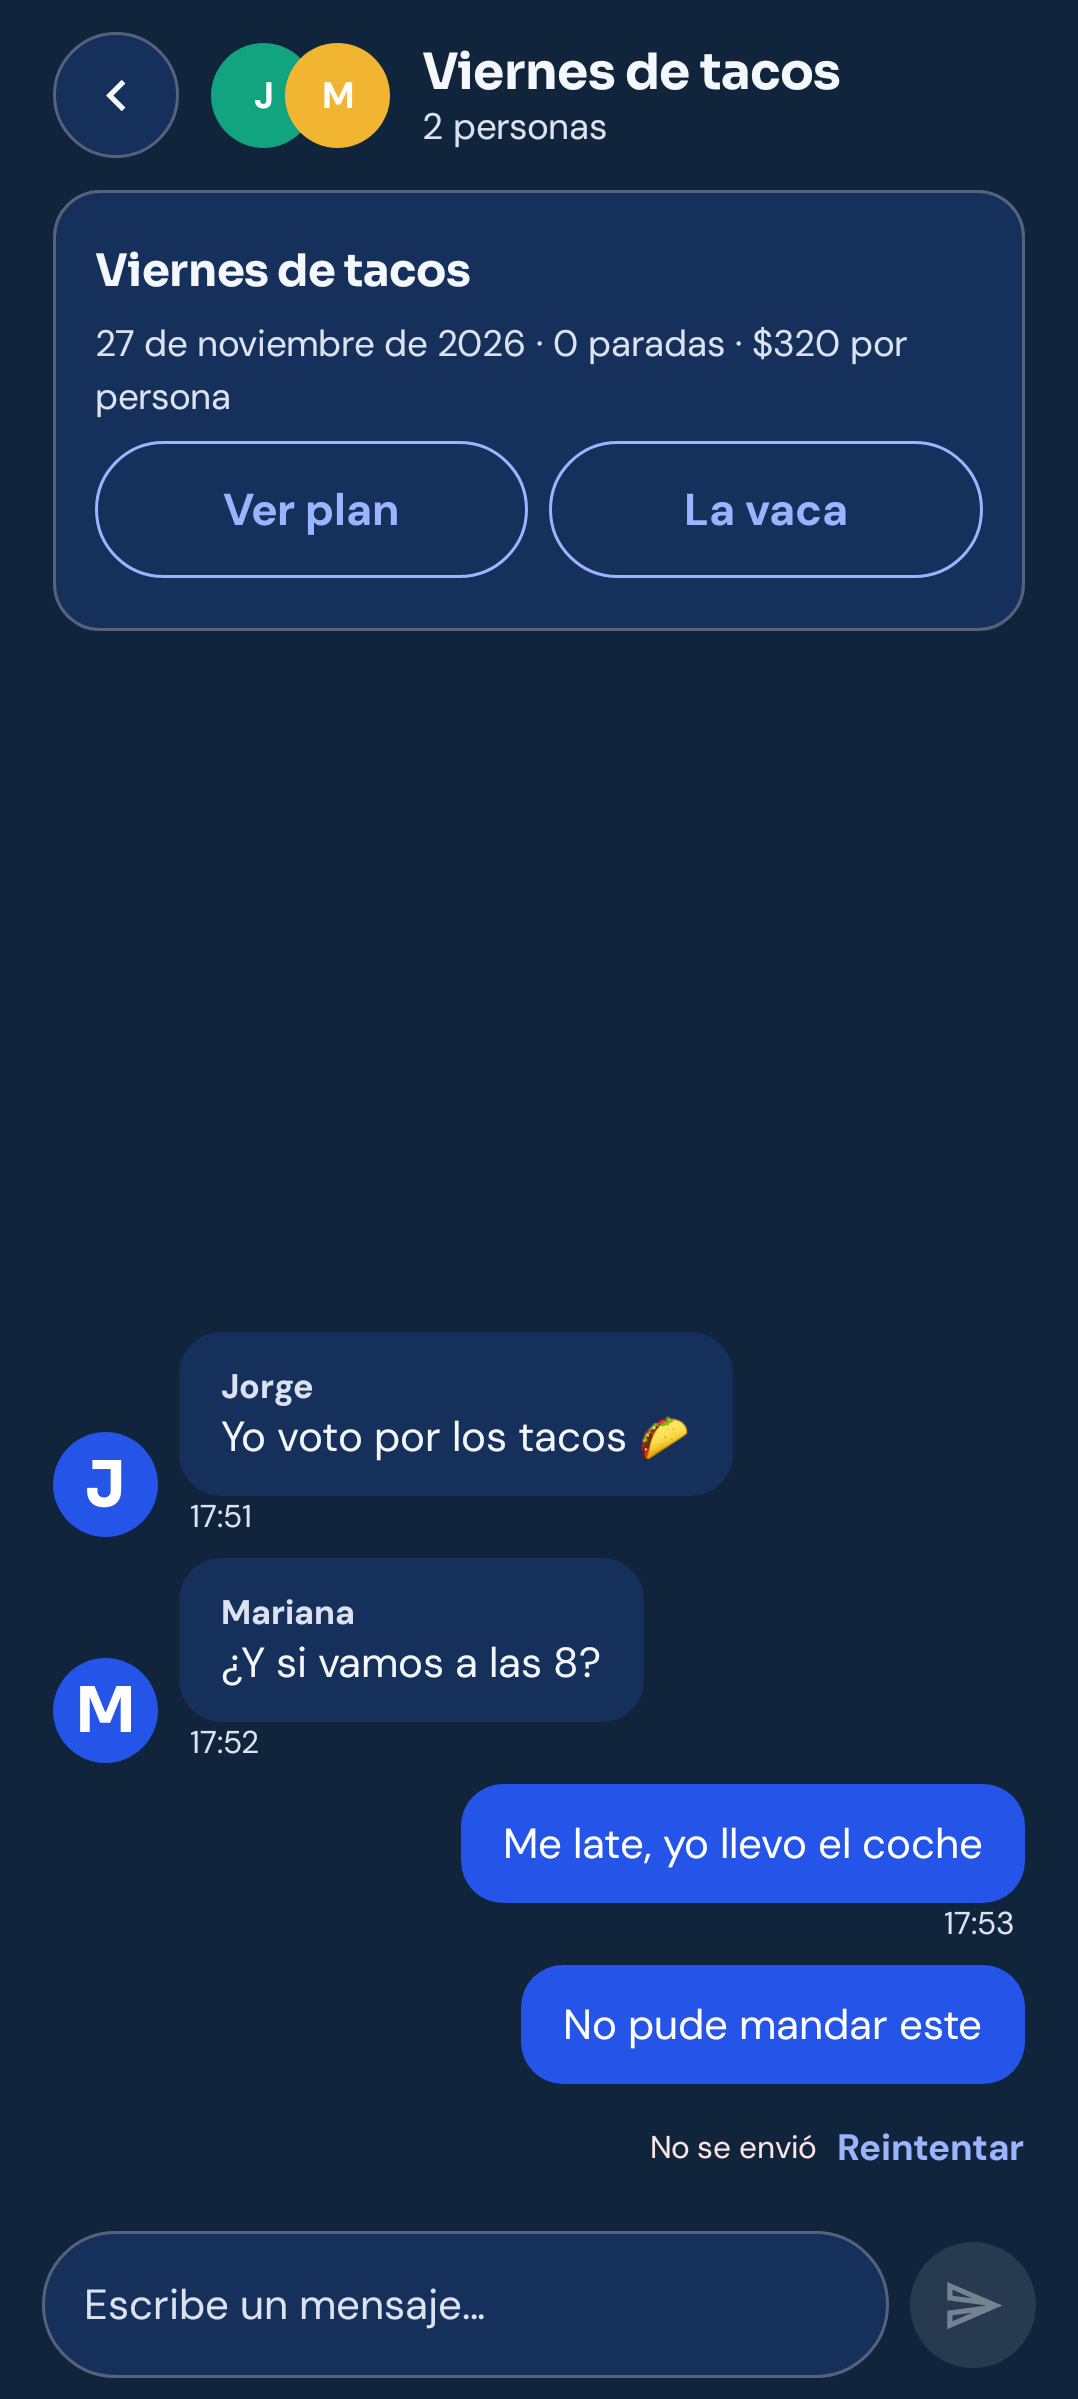 J M Viernes de tacos
2 personas
Viernes de tacos
27 de noviembre de 2026 · 0 paradas · $320 por
persona
Ver plan La vaca
Jorge
Yo voto por los tacos 🌮
J
17:51
Mariana
¿Y si vamos a las 8?
M
17:52
Me late, yo llevo el coche
17:53
No pude mandar este
No se envió Reintentar
Escribe un mensaje...